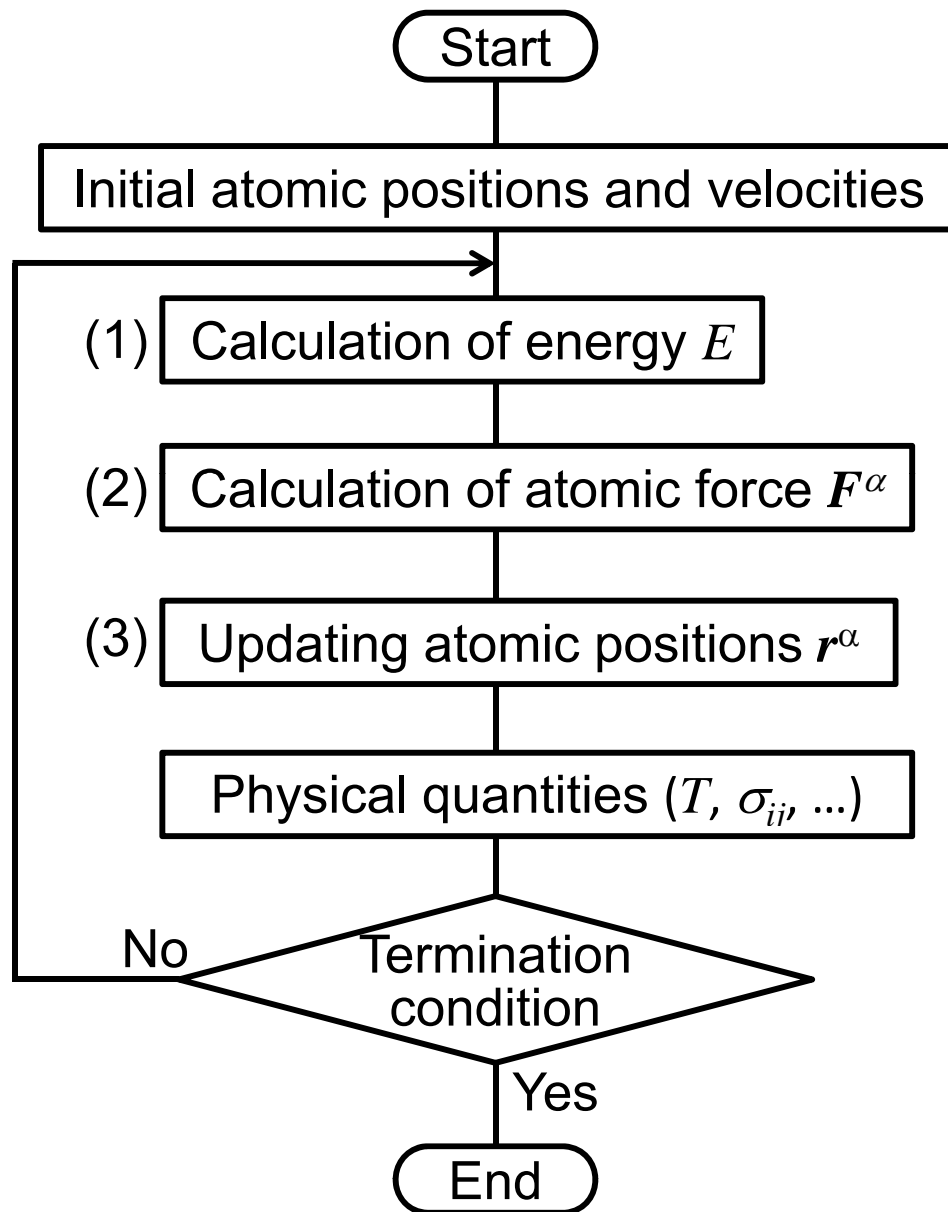 Start
Initial atomic positions and velocities
(1) Calculation of energy E
(2) Calculation of atomic force F^α
(3) Updating atomic positions r^α
Physical quantities (T, σij, ...)
Termination
condition
No
Yes
End